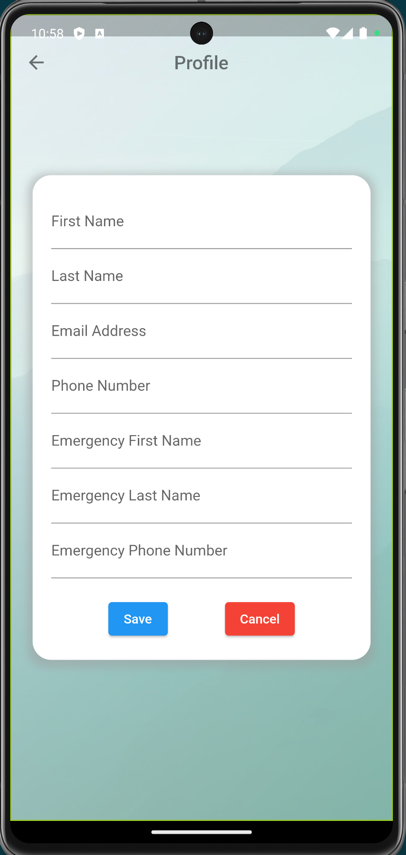 10:58
Profile
First Name
Last Name
Email Address
Phone Number
Emergency First Name
Emergency Last Name
Emergency Phone Number
Save Cancel